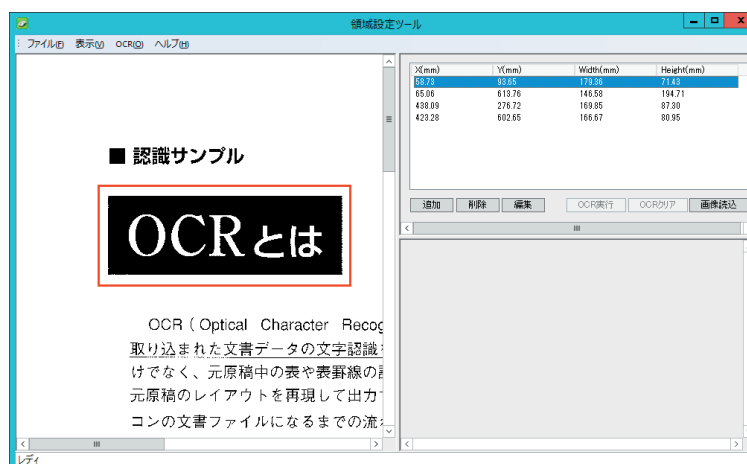 領域設定ツール
ファイル(F) 表示(V) OCR(O) ヘルプ(H)
■ 認識サンプル
OCRとは
OCR ( Optical Character Recog
取り込まれた文書データの文字認識
けでなく、元原稿中の表や表罫線の
元原稿のレイアウトを再現して出力
コンの文書ファイルになるまでの流
X(mm) Y(mm) Width(mm) Height(mm)
58.73 93.65 179.36 71.43
65.06 613.76 146.58 194.71
438.09 276.72 169.85 87.30
423.28 602.65 166.67 80.95
追加 削除 編集 OCR実行 OCRクリア 画像読込
レディ